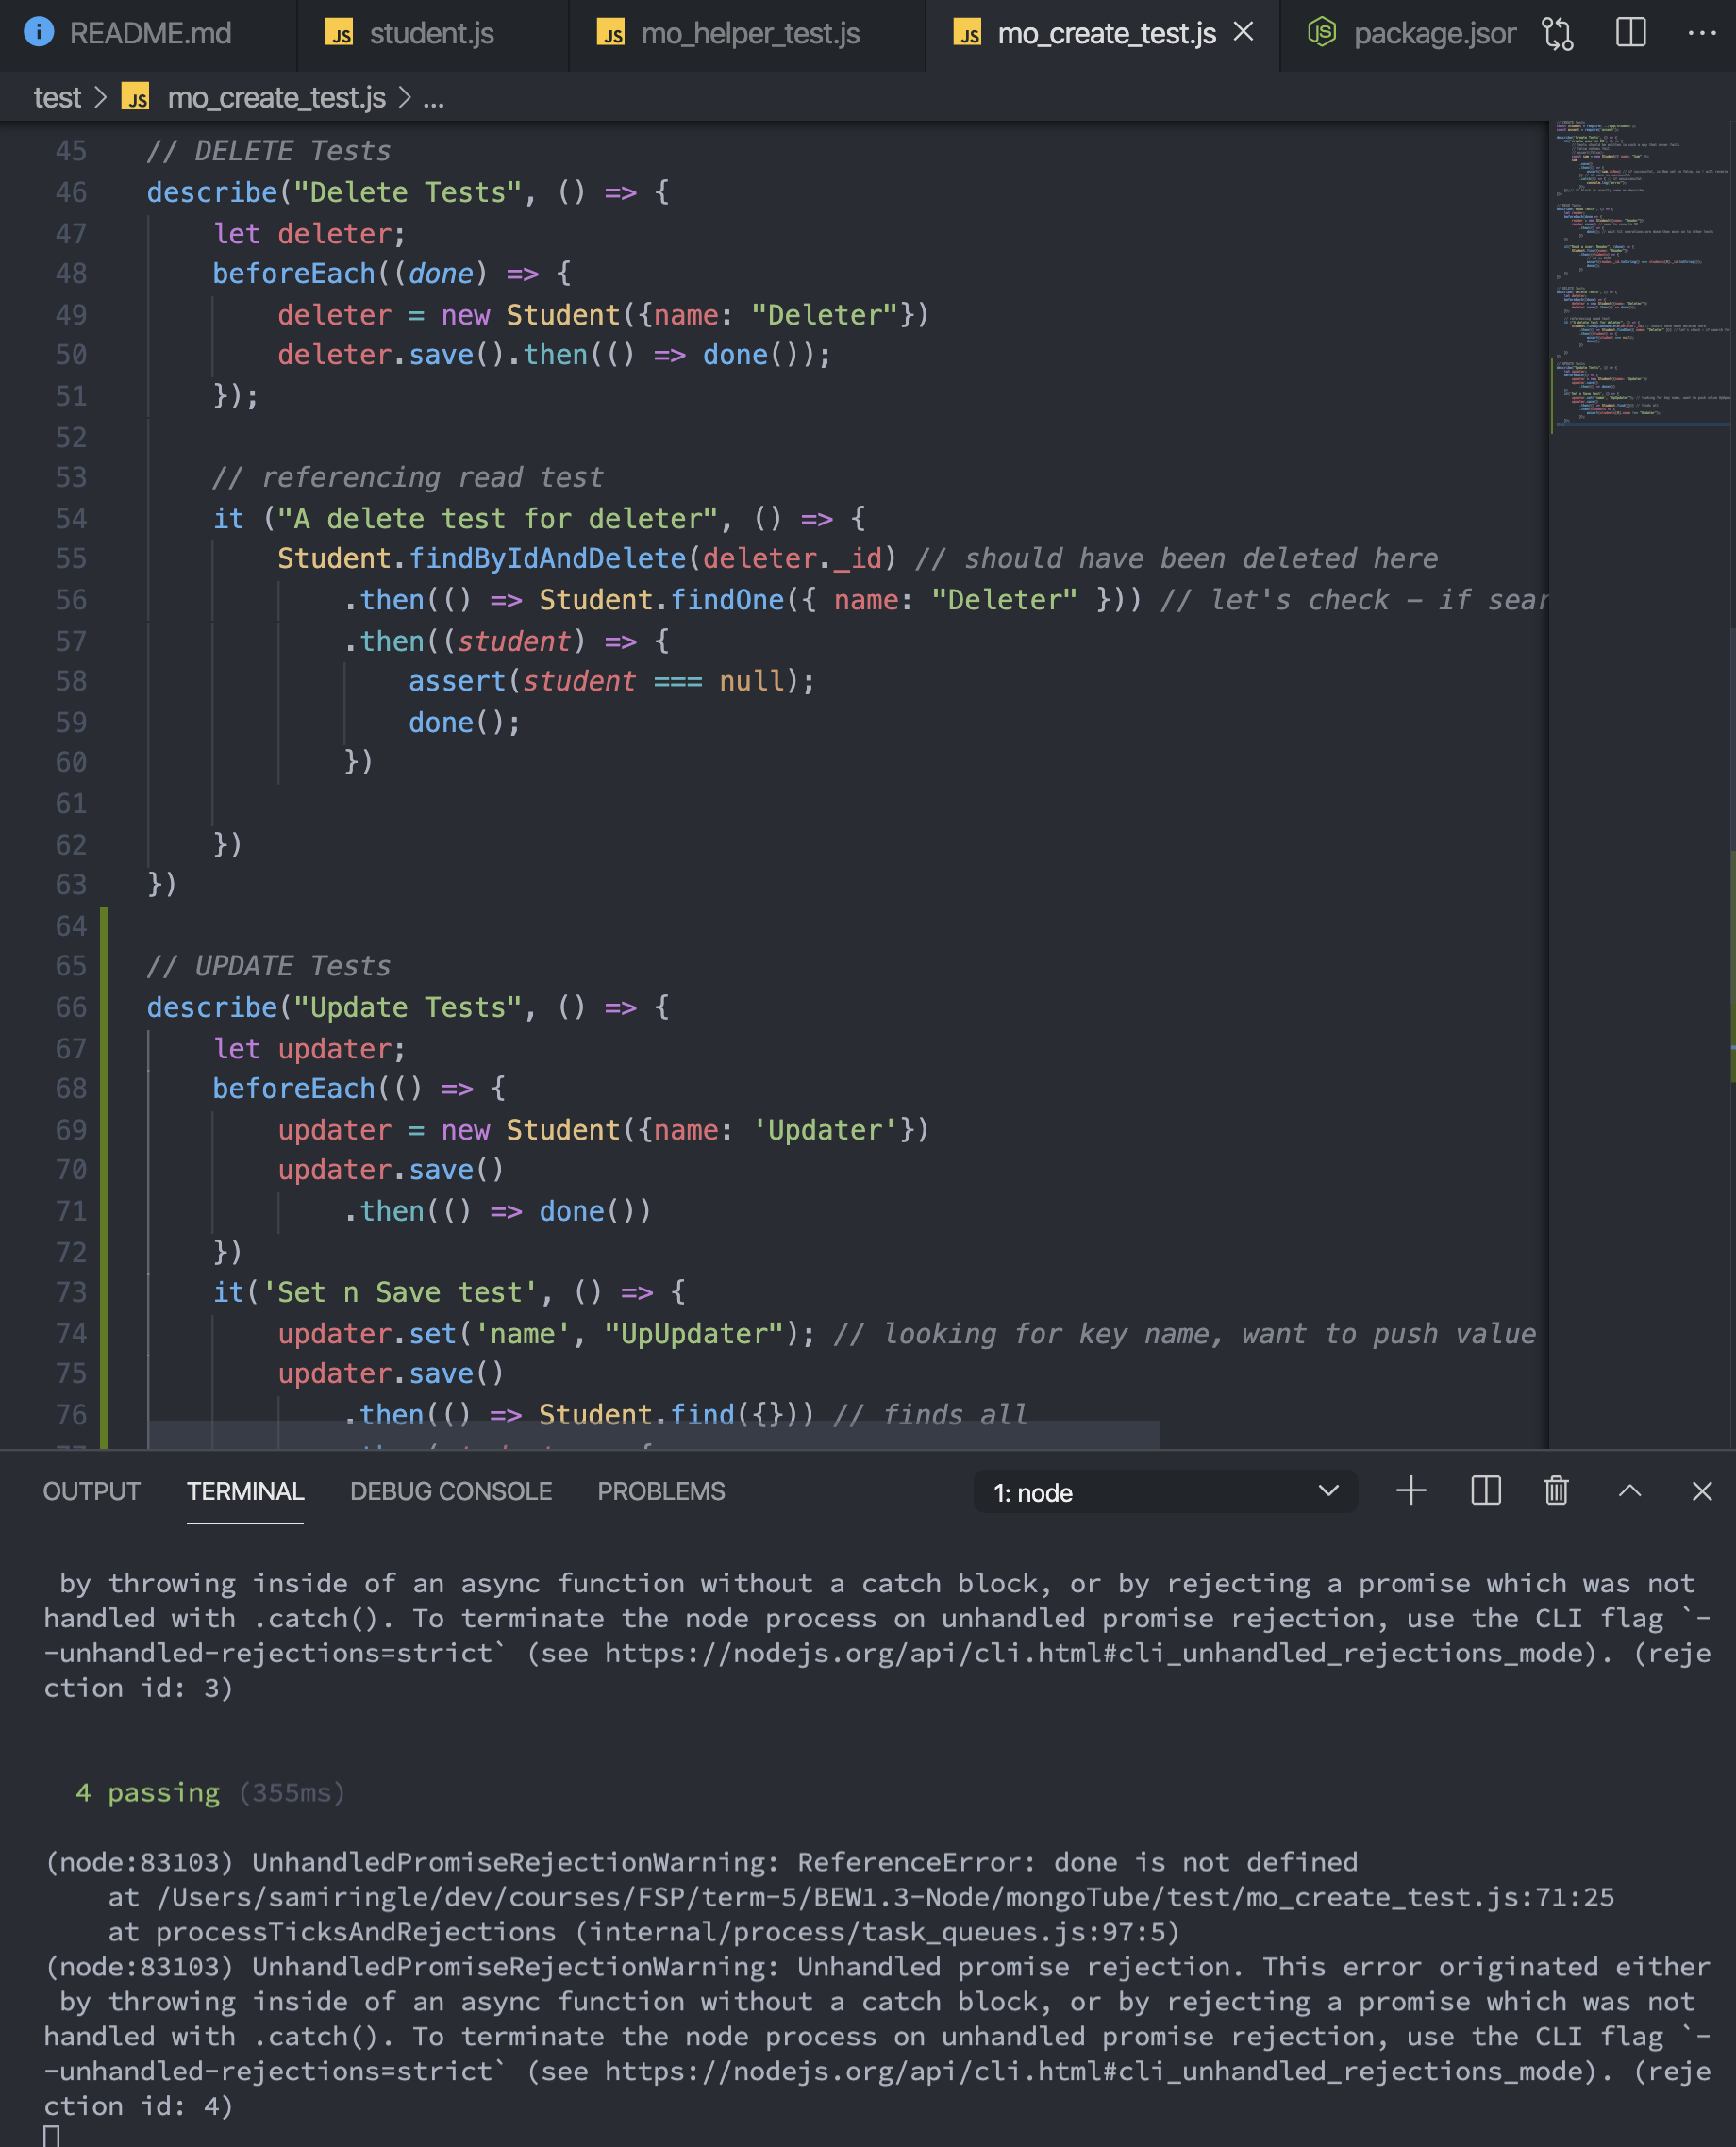 README.md
JS student.js
JS mo_helper_test.js
JS mo_create_test.js
package.jsor
test > JS mo_create_test.js > ...
45 // DELETE Tests
46 describe("Delete Tests", () => {
47 let deleter;
48 beforeEach((done) => {
49 deleter = new Student({name: "Deleter"})
50 deleter.save().then(() => done());
51 });
52
53 // referencing read test
54 it ("A delete test for deleter", () => {
55 Student.findByIdAndDelete(deleter._id) // should have been deleted here
56 .then(() => Student.findOne({ name: "Deleter" })) // let's check – if sear
57 .then((student) => {
58 assert(student === null);
59 done();
60 })
61
62 })
63 })
64
65 // UPDATE Tests
66 describe("Update Tests", () => {
67 let updater;
68 beforeEach(() => {
69 updater = new Student({name: 'Updater'})
70 updater.save()
71 .then(() => done())
72 })
73 it('Set n Save test', () => {
74 updater.set('name', "UpUpdater"); // looking for key name, want to push value
75 updater.save()
76 .then(() => Student.find({})) // finds all
OUTPUT TERMINAL DEBUG CONSOLE PROBLEMS 1: node
by throwing inside of an async function without a catch block, or by rejecting a promise which was not
handled with .catch(). To terminate the node process on unhandled promise rejection, use the CLI flag `-
-unhandled-rejections=strict` (see https://nodejs.org/api/cli.html#cli_unhandled_rejections_mode). (reje
ction id: 3)
4 passing (355ms)
(node:83103) UnhandledPromiseRejectionWarning: ReferenceError: done is not defined
at /Users/samiringle/dev/courses/FSP/term-5/BEW1.3-Node/mongoTube/test/mo_create_test.js:71:25
at processTicksAndRejections (internal/process/task_queues.js:97:5)
(node:83103) UnhandledPromiseRejectionWarning: Unhandled promise rejection. This error originated either
by throwing inside of an async function without a catch block, or by rejecting a promise which was not
handled with .catch(). To terminate the node process on unhandled promise rejection, use the CLI flag `-
-unhandled-rejections=strict` (see https://nodejs.org/api/cli.html#cli_unhandled_rejections_mode). (reje
ction id: 4)